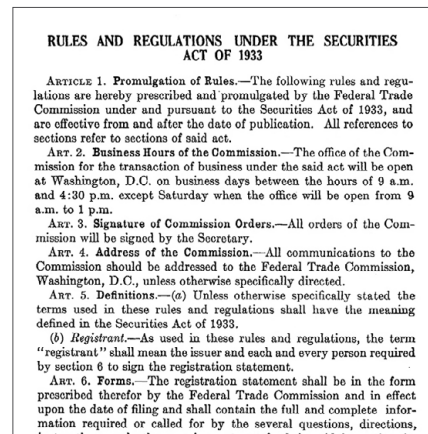 RULES AND REGULATIONS UNDER THE SECURITIES
ACT OF 1933
ARTICLE 1. Promulgation of Rules.—The following rules and regu-
lations are hereby prescribed and promulgated by the Federal Trade
Commission under and pursuant to the Securities Act of 1933, and
are effective from and after the date of publication. All references to
sections refer to sections of said act.
ART. 2. Business Hours of the Commission.—The office of the Com-
mission for the transaction of business under the said act will be open
at Washington, D.C. on business days between the hours of 9 a.m.
and 4:30 p.m. except Saturday when the office will be open from 9
a.m. to 1 p.m.
ART. 3. Signature of Commission Orders.—All orders of the Com-
mission will be signed by the Secretary.
ART. 4. Address of the Commission.—All communications to the
Commission should be addressed to the Federal Trade Commission,
Washington, D.C., unless otherwise specifically directed.
ART. 5. Definitions.—(a) Unless otherwise specifically stated the
terms used in these rules and regulations shall have the meaning
defined in the Securities Act of 1933.
(b) Registrant.—As used in these rules and regulations, the term
"registrant" shall mean the issuer and each and every person required
by section 6 to sign the registration statement.
ART. 6. Forms.—The registration statement shall be in the form
prescribed therefor by the Federal Trade Commission and in effect
upon the date of filing and shall contain the full and complete infor-
mation required or called for by the several questions, directions,